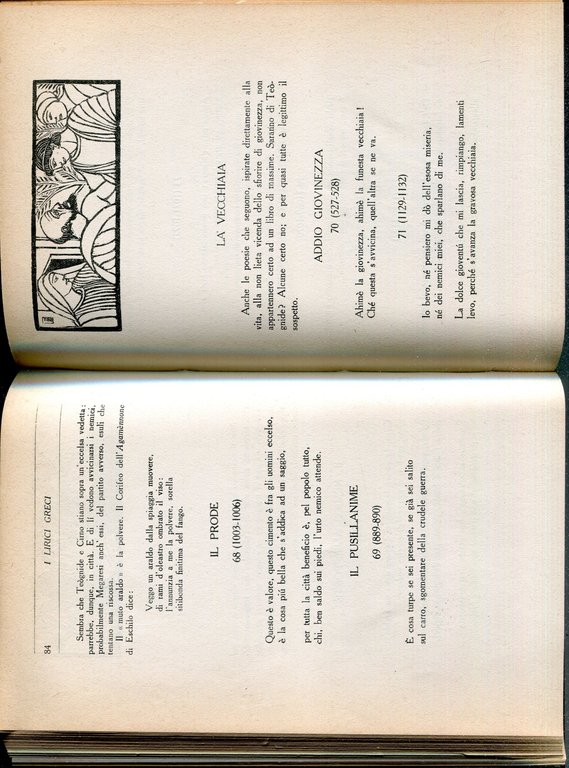 84
I LIRICI GRECI
Sembra che Teògnide e Cirno stiano sopra un'eccelsa vedetta:
parrebbe, dunque, in città. E di lí vedono avvicinarsi i nemici,
probabilmente Megaresi anch'essi, del partito avverso, esuli che
tentano una riscossa.
Il « muto araldo » è la polvere. Il Corifeo dell'Agamènnone
di Eschilo dice:
Veggo un araldo dalla spiaggia muovere,
di rami d'oleastro ombrato il viso:
l'annunzia a me la polvere, sorella
sitibonda finitima del fango.
IL PRODE
68 (1003-1006)
Questo è valore, questo cimento è fra gli uomini eccelso,
è la cosa piú bella che s'addica ad un saggio,
per tutta la città beneficio è, pel popolo tutto,
chi, ben saldo sui piedi, l'urto nemico attende.
IL PUSILLANIME
69 (889-890)
È cosa turpe se sei presente, se già sei salito
sul carro, sgomentare della crudele guerra.
LA VECCHIAIA
Anche le poesie che seguono, ispirate direttamente alla
vita, alla non lieta vicenda dello sfiorire di giovinezza, non
appartennero certo ad un libro di massime. Saranno di Teò-
gnide? Alcune certo no; e per quasi tutte è legittimo il
sospetto.
ADDIO GIOVINEZZA
70 (527-528)
Ahimè la giovinezza, ahimè la funesta vecchiaia!
Ché questa s'avvicina, quell'altra se ne va.
71 (1129-1132)
Io bevo, né pensiero mi dò dell'esosa miseria,
né dei nemici miei, che sparlano di me.
La dolce gioventú che mi lascia, rimpiango, lamenti
levo, perché s'avanza la gravosa vecchiaia.